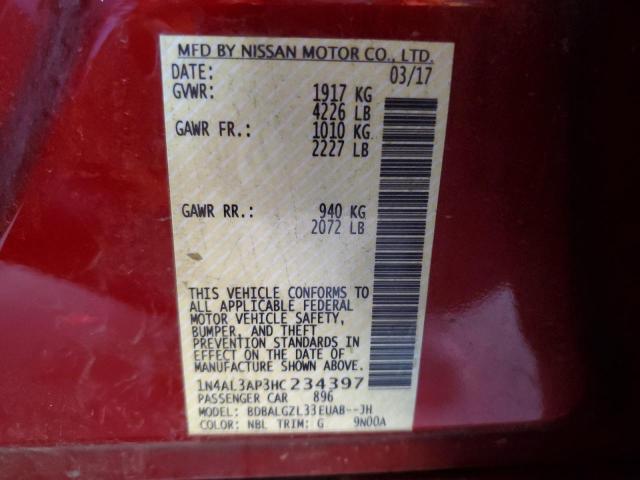 MFD BY NISSAN MOTOR CO., LTD.
DATE: 03/17
GVWR: 1917 KG
4226 LB
GAWR FR.: 1010 KG
2227 LB
GAWR RR.: 940 KG
2072 LB
THIS VEHICLE CONFORMS TO
ALL APPLICABLE FEDERAL
MOTOR VEHICLE SAFETY,
BUMPER, AND THEFT
PREVENTION STANDARDS IN
EFFECT ON THE DATE OF
MANUFACTURE SHOWN ABOVE.
1N4AL3AP3HC234397
PASSENGER CAR 896
MODEL: BDBALGZL33EUAB--JH
COLOR: NBL TRIM: G 9N00A